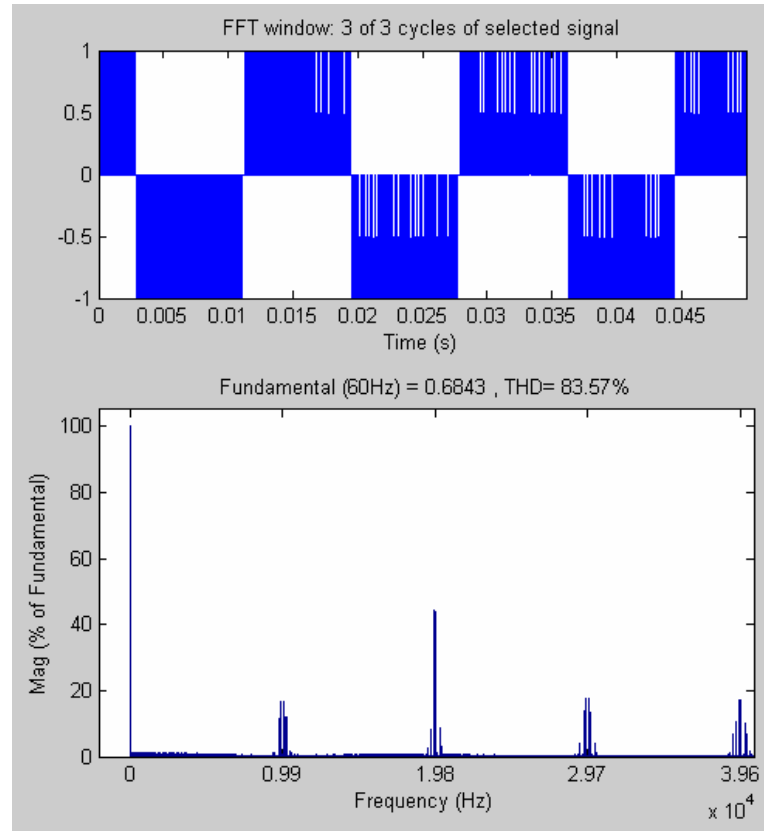 FFT window: 3 of 3 cycles of selected signal
1
0.5
0
-0.5
-1
0 0.005 0.01 0.015 0.02 0.025 0.03 0.035 0.04 0.045
Time (s)
Fundamental (60Hz) = 0.6843 , THD= 83.57%
100
80
60
40
20
0
Mag (% of Fundamental)
0 0.99 1.98 2.97 3.96
Frequency (Hz)
x 10^4